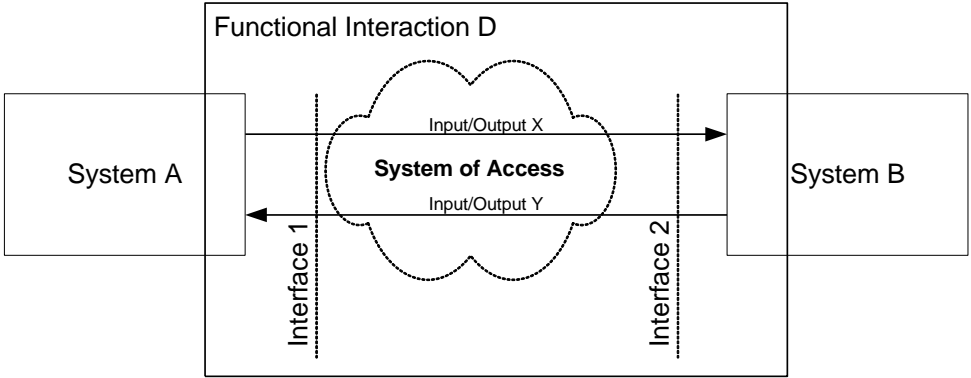 Functional Interaction D
Input/Output X
System A
System of Access
System B
Input/Output Y
Interface 1
Interface 2